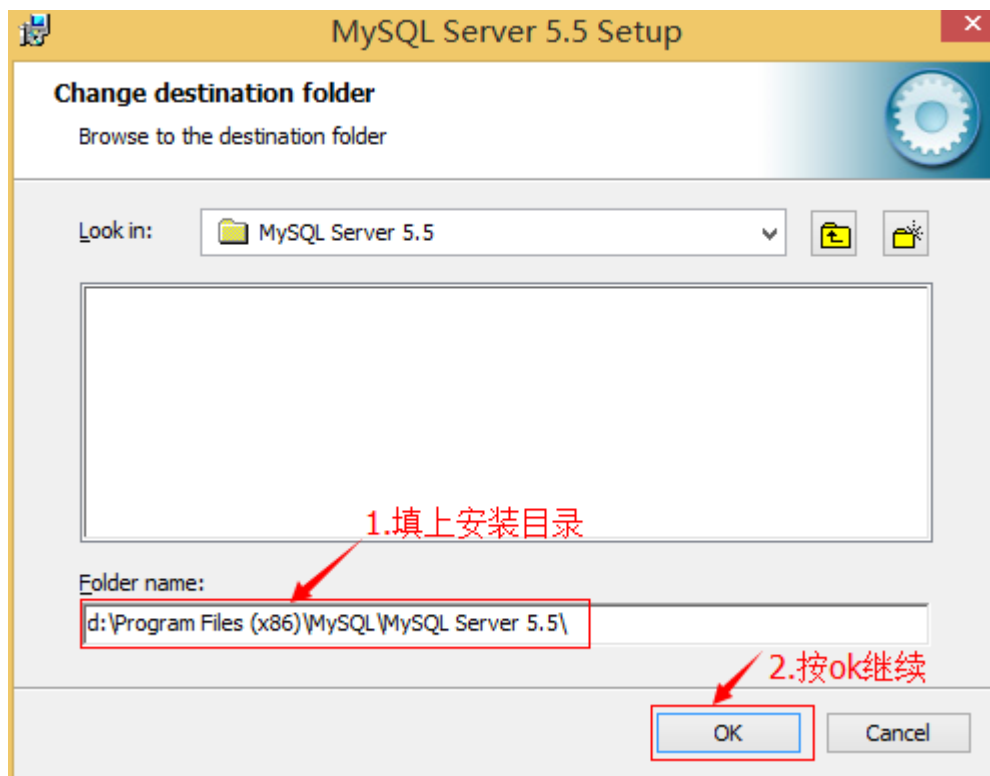 MySQL Server 5.5 Setup
Change destination folder
Browse to the destination folder
Look in:
MySQL Server 5.5
1.填上安装目录
Folder name:
d:\Program Files (x86)\MySQL\MySQL Server 5.5\
2.按ok继续
OK
Cancel